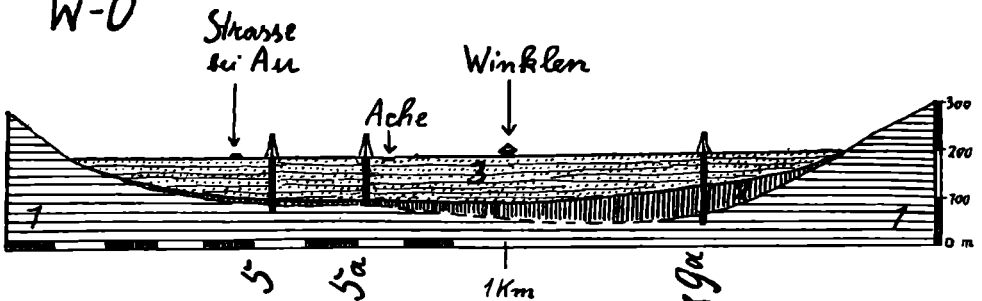 W-O
Strasse
bei Au
Winklen
Ache
300
200
3
100
1
1
0 m
5
5a
1Km
9a